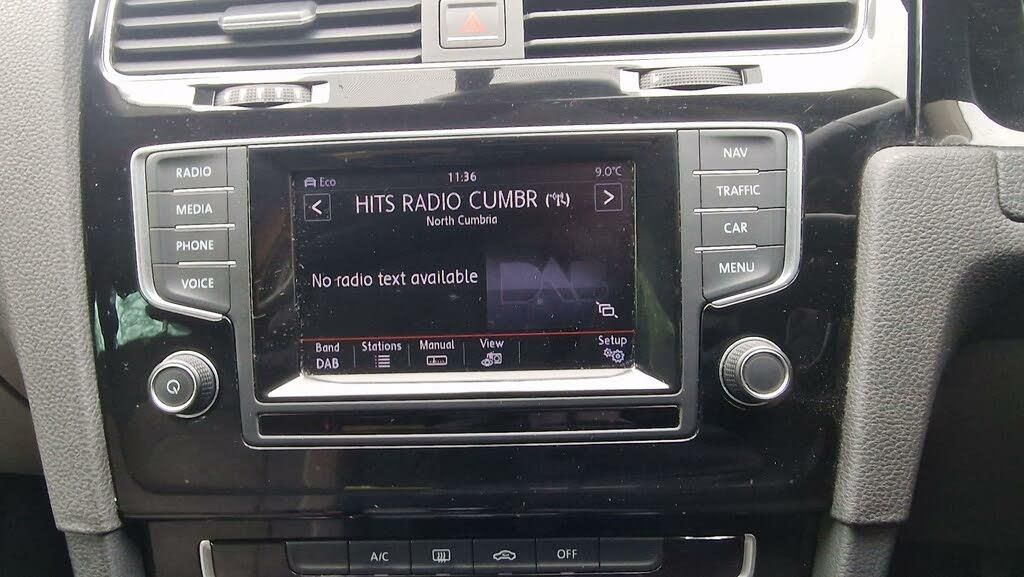 RADIO
MEDIA
PHONE
VOICE
Eco 11:36 9.0°C
< HITS RADIO CUMBR >
North Cumbria
No radio text available
DAB
Band Stations Manual View Setup
DAB
NAV
TRAFFIC
CAR
MENU
A/C OFF